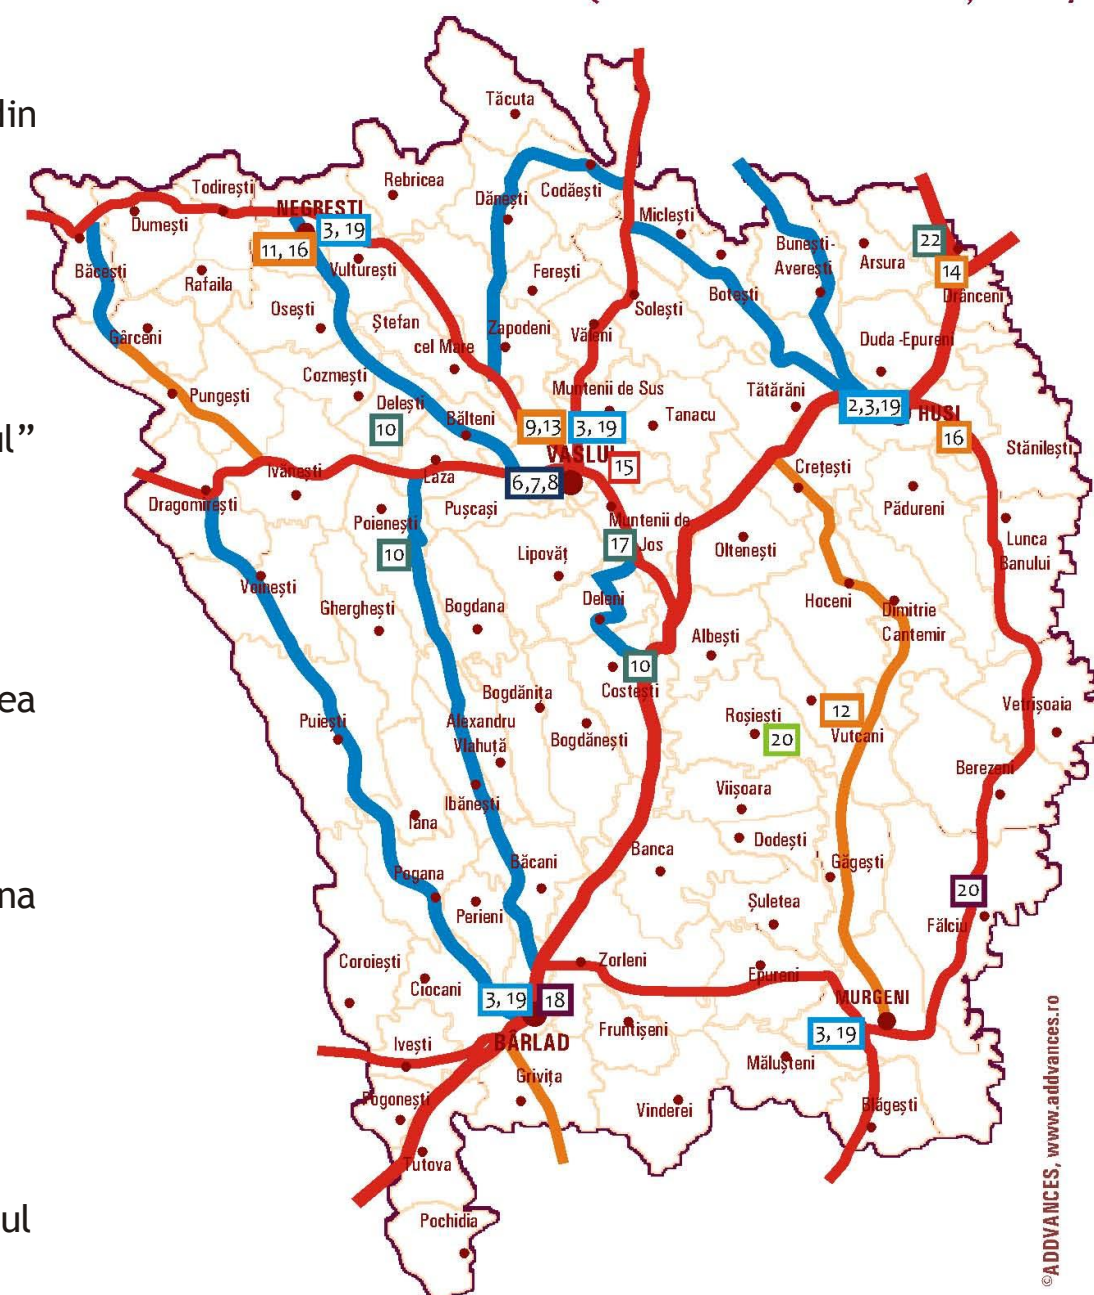 din
Tăcuta
Todirești
Rebricea
NEGREȘTI
Dănești
Codăești
Miclești
Dumești
3, 19
11, 16
Bunești-
Averești
Arsura
22
14
Băcești
Rafaila
Vulturești
Ferești
Botești
Drânceni
Osești
Solești
Gârceni
Ștefan
cel Mare
Zapodeni
Văleni
Duda -Epureni
Cozmești
Muntenii de Sus
Tătărăni
Pungești
Delești
Tanacu
2,3,19
HUSI
ul”
10
Bălteni
9,13
3, 19
16
Stănilești
VASLUI
15
Crețești
Ivănești
Laza
6,7,8
Dragomirești
Pușcași
Pădureni
Poienești
Muntenii de
Jos
17
Oltenești
Lunca
Banului
10
Lipovăț
Voinești
Deleni
Hoceni
Dimitrie
Cantemir
Gherghești
Bogdana
Albești
10
Costești
ea
Bogdănița
Puiești
Alexandru
Vlahuță
Bogdănești
Roșiești
20
12
Vutcani
Vetrișoaia
Berezeni
Viișoara
Ibănești
Iana
Dodești
Banca
Băcani
Găgești
Pogana
20
na
Perieni
Șuletea
Fălciu
Coroiești
Zorleni
Epureni
Ciocani
3, 19
18
MURGENI
Fruntișeni
3, 19
Ivești
BÂRLAD
Mălușteni
Grivița
Pogonești
Vinderei
Blăgești
Tutova
ul
Pochidia
©ADDVANCES, www.addvances.ro